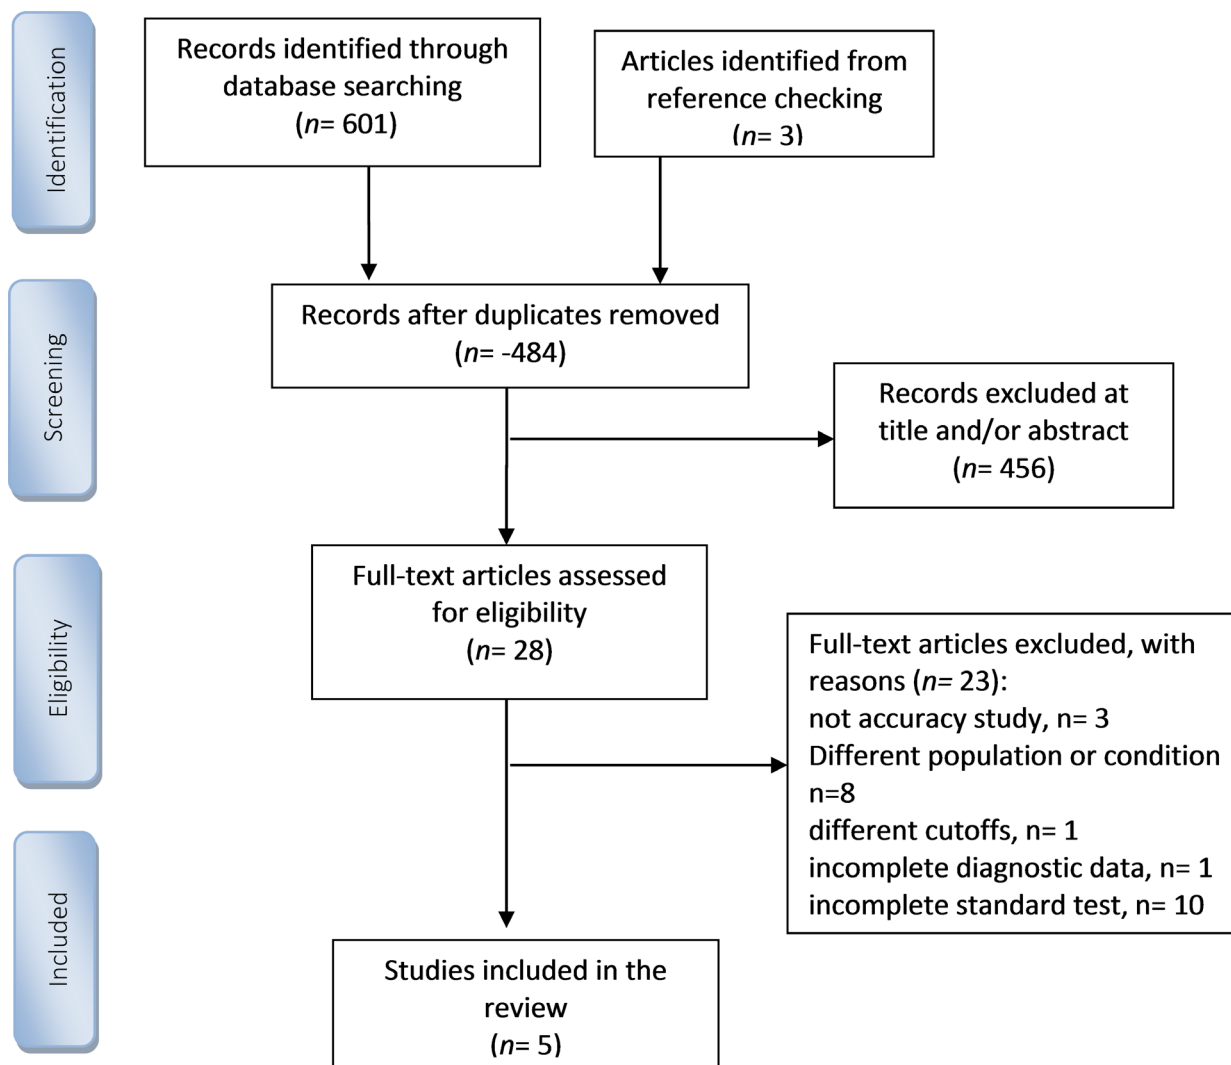 Identification
Records identified through
database searching
(n= 601)
Articles identified from
reference checking
(n= 3)
Screening
Records after duplicates removed
(n= -484)
Records excluded at
title and/or abstract
(n= 456)
Eligibility
Full-text articles assessed
for eligibility
(n= 28)
Full-text articles excluded, with
reasons (n= 23):
not accuracy study, n= 3
Different population or condition
n=8
different cutoffs, n= 1
incomplete diagnostic data, n= 1
incomplete standard test, n= 10
Included
Studies included in the
review
(n= 5)